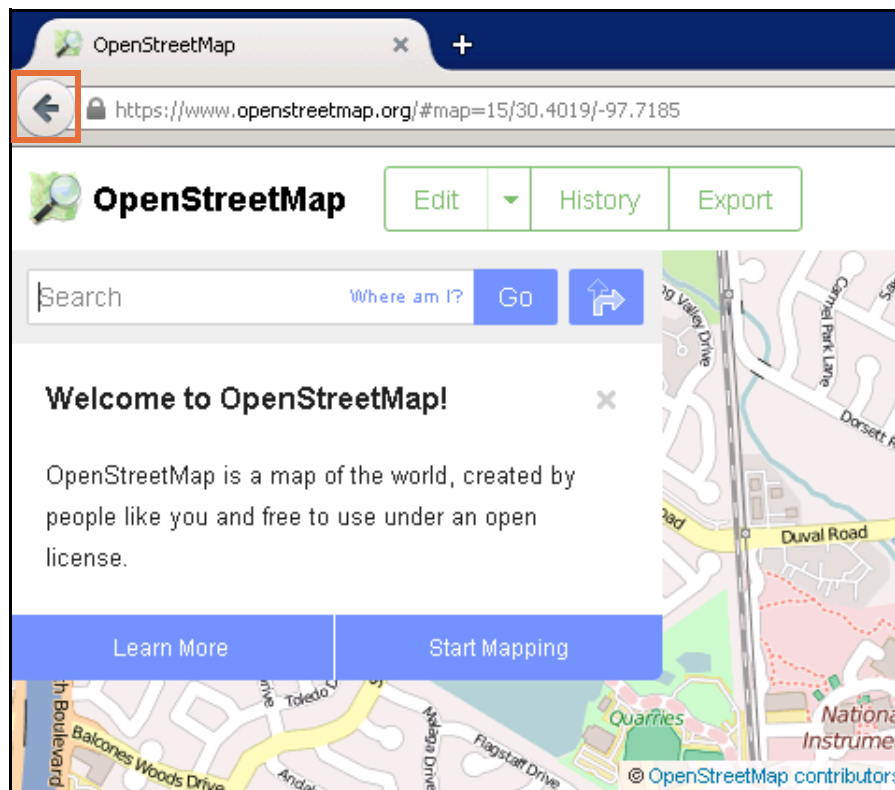 OpenStreetMap
https://www.openstreetmap.org/#map=15/30.4019/-97.7185
OpenStreetMap
Edit
History
Export
Search
Where am I?
Go
Welcome to OpenStreetMap!
OpenStreetMap is a map of the world, created by
people like you and free to use under an open
license.
Learn More
Start Mapping
Valley Drive
Carmel Park Lane
Dorsett
Duval Road
Boulevard
Toledo
Balcones Woods Drive
Malaga Drive
Flagstaff Drive
Quarries
Nationa
Instrume
© OpenStreetMap contributors